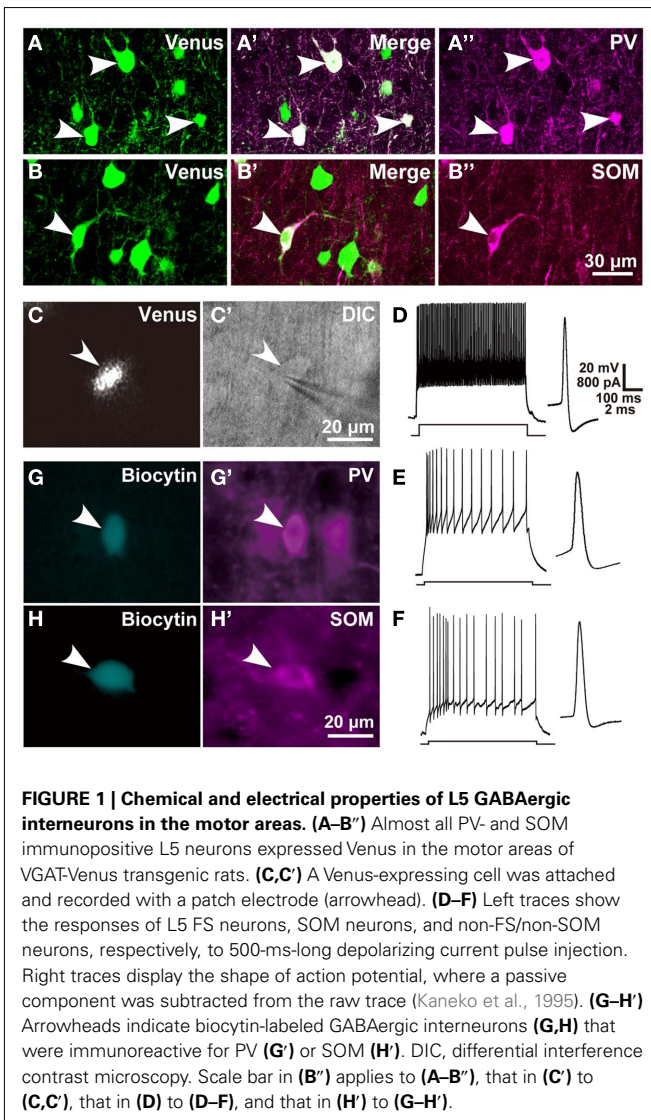 A Venus A' Merge A'' PV
B Venus B' Merge B'' SOM
30 µm
C Venus C' DIC D
20 mV
800 pA
100 ms
2 ms
20 µm
G Biocytin G' PV E
H Biocytin H' SOM F
20 µm
FIGURE 1 | Chemical and electrical properties of L5 GABAergic
interneurons in the motor areas. (A–B″) Almost all PV- and SOM
immunopositive L5 neurons expressed Venus in the motor areas of
VGAT-Venus transgenic rats. (C,C′) A Venus-expressing cell was attached
and recorded with a patch electrode (arrowhead). (D–F) Left traces show
the responses of L5 FS neurons, SOM neurons, and non-FS/non-SOM
neurons, respectively, to 500-ms-long depolarizing current pulse injection.
Right traces display the shape of action potential, where a passive
component was subtracted from the raw trace (Kaneko et al., 1995). (G–H′)
Arrowheads indicate biocytin-labeled GABAergic interneurons (G,H) that
were immunoreactive for PV (G′) or SOM (H′). DIC, differential interference
contrast microscopy. Scale bar in (B″) applies to (A–B″), that in (C′) to
(C,C′), that in (D) to (D–F), and that in (H′) to (G–H′).